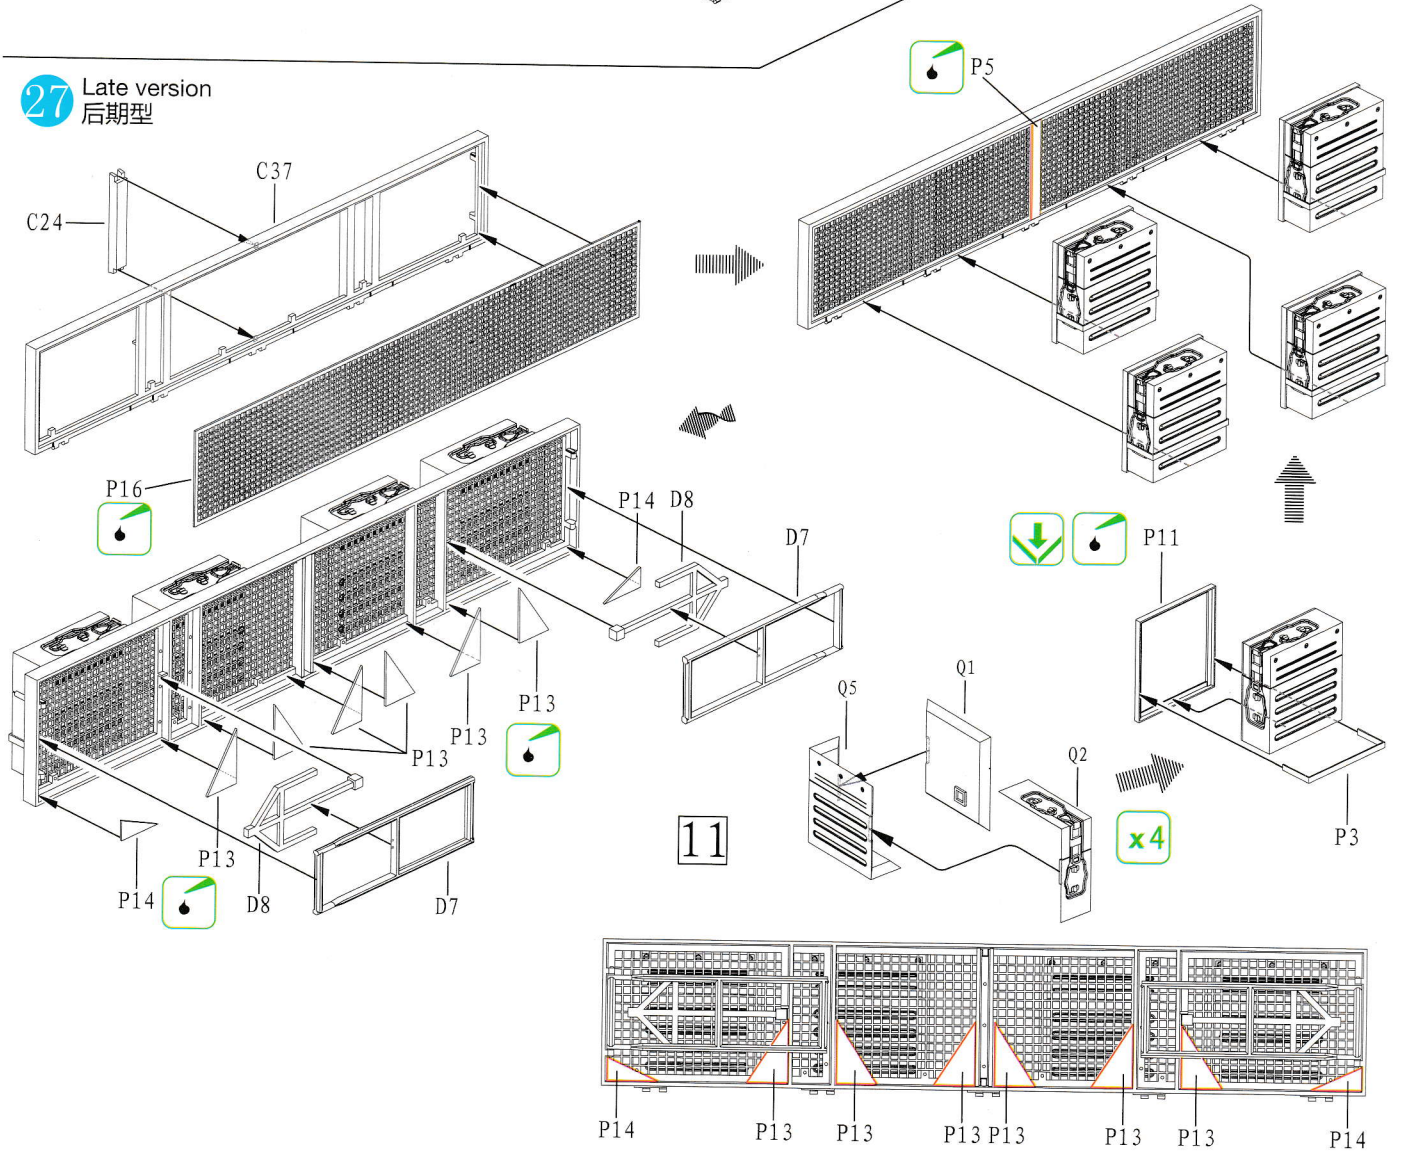 27 Late version
后期型
P5
C37
C24
P16
P14 D8
D7
P11
P13
P13
P13
Q1
Q5
Q2
x4
P3
11
P13
P14
D8
D7
P14
P13
P13
P13
P13
P13
P13
P14